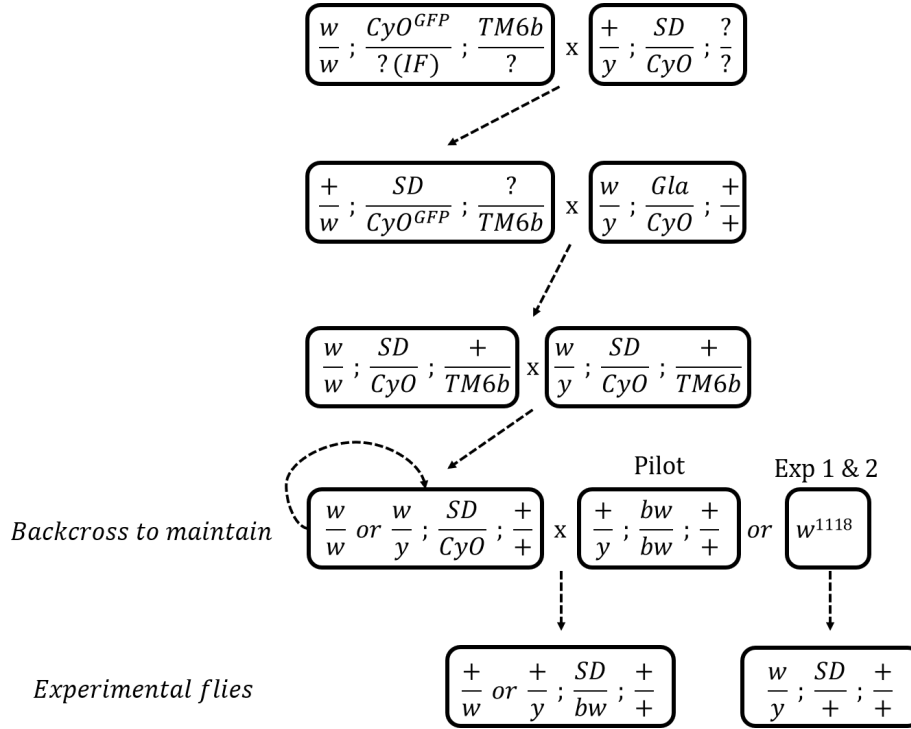 w/w ; CyO^GFP/? (IF) ; TM6b/? x +/y ; SD/CyO ; ?/?
+/w ; SD/CyO^GFP ; ?/TM6b x w/y ; Gla/CyO ; +/+
w/w ; SD/CyO ; +/TM6b x w/y ; SD/CyO ; +/TM6b
Pilot Exp 1 & 2
Backcross to maintain w/w or w/y ; SD/CyO ; +/+ x +/y ; bw/bw ; +/+ or w^1118
Experimental flies +/w or +/y ; SD/bw ; +/+ w/y ; SD/+ ; +/+